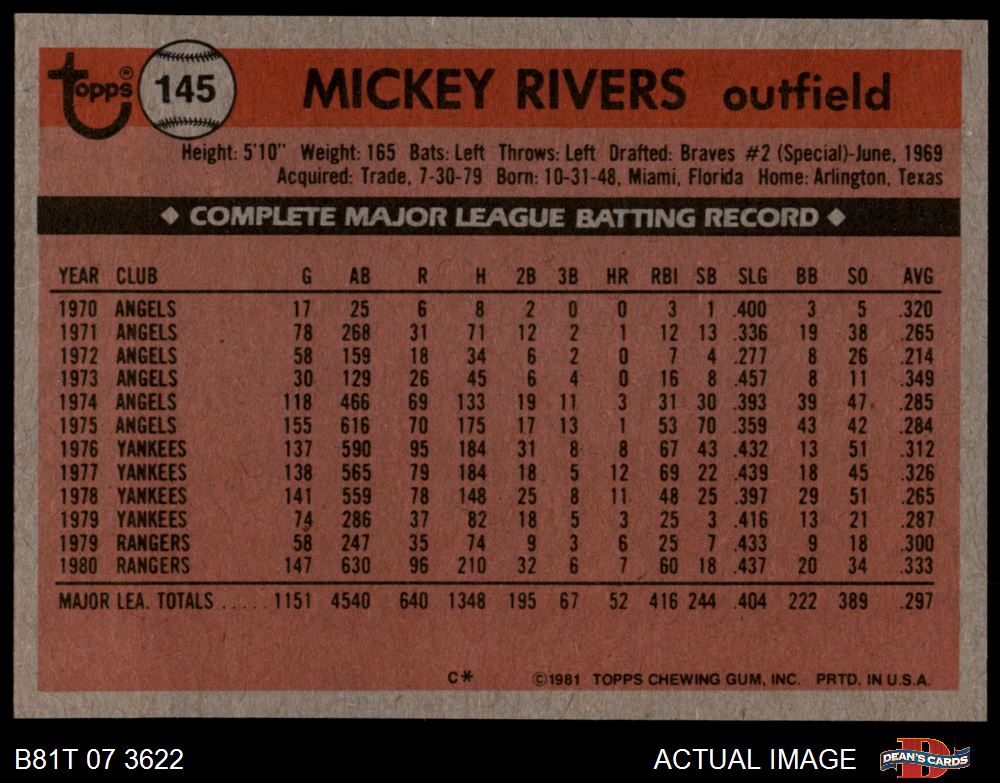 Topps® 145 MICKEY RIVERS outfield
Height: 5'10" Weight: 165 Bats: Left Throws: Left Drafted: Braves #2 (Special)-June, 1969
Acquired: Trade, 7-30-79 Born: 10-31-48, Miami, Florida Home: Arlington, Texas
◆ COMPLETE MAJOR LEAGUE BATTING RECORD ◆
YEAR CLUB G AB R H 2B 3B HR RBI SB SLG BB SO AVG
1970 ANGELS 17 25 6 8 2 0 0 3 1 .400 3 5 .320
1971 ANGELS 78 268 31 71 12 2 1 12 13 .336 19 38 .265
1972 ANGELS 58 159 18 34 6 2 0 7 4 .277 8 26 .214
1973 ANGELS 30 129 26 45 6 4 0 16 8 .457 8 11 .349
1974 ANGELS 118 466 69 133 19 11 3 31 30 .393 39 47 .285
1975 ANGELS 155 616 70 175 17 13 1 53 70 .359 43 42 .284
1976 YANKEES 137 590 95 184 31 8 8 67 43 .432 13 51 .312
1977 YANKEES 138 565 79 184 18 5 12 69 22 .439 18 45 .326
1978 YANKEES 141 559 78 148 25 8 11 48 25 .397 29 51 .265
1979 YANKEES 74 286 37 82 18 5 3 25 3 .416 13 21 .287
1979 RANGERS 58 247 35 74 9 3 6 25 7 .433 9 18 .300
1980 RANGERS 147 630 96 210 32 6 7 60 18 .437 20 34 .333
MAJOR LEA. TOTALS ..... 1151 4540 640 1348 195 67 52 416 244 .404 222 389 .297
C* ©1981 TOPPS CHEWING GUM, INC. PRTD. IN U.S.A.
B81T 07 3622 ACTUAL IMAGE DEAN'S CARDS